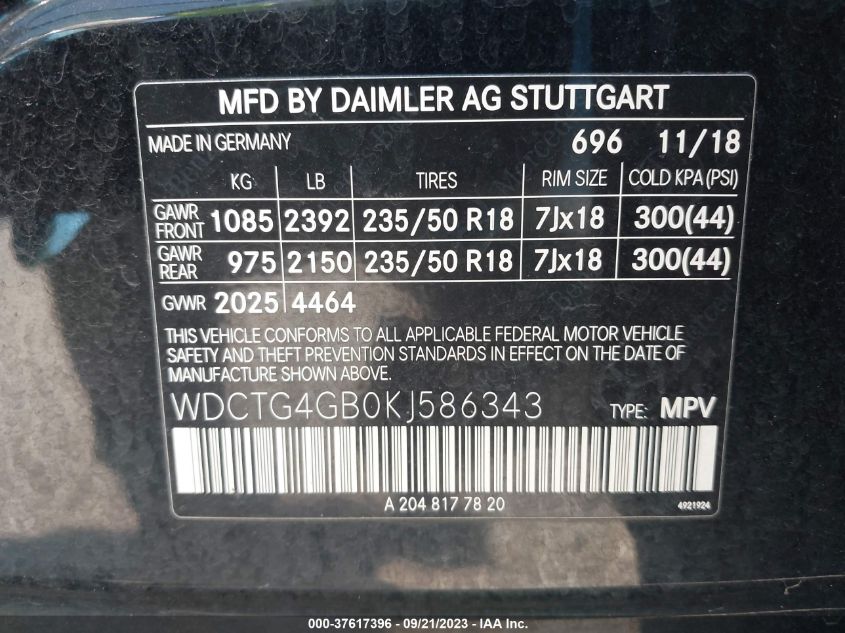 MFD BY DAIMLER AG STUTTGART
MADE IN GERMANY 696 11/18
KG LB TIRES RIM SIZE COLD KPA (PSI)
GAWR FRONT 1085 2392 235/50 R18 7Jx18 300(44)
GAWR REAR 975 2150 235/50 R18 7Jx18 300(44)
GVWR 2025 4464
THIS VEHICLE CONFORMS TO ALL APPLICABLE FEDERAL MOTOR VEHICLE
SAFETY AND THEFT PREVENTION STANDARDS IN EFFECT ON THE DATE OF
MANUFACTURE SHOWN ABOVE.
WDCTG4GB0KJ586343 TYPE: MPV
A 204 817 78 20 4921924
000-37617396 - 09/21/2023 - © IAA Inc.